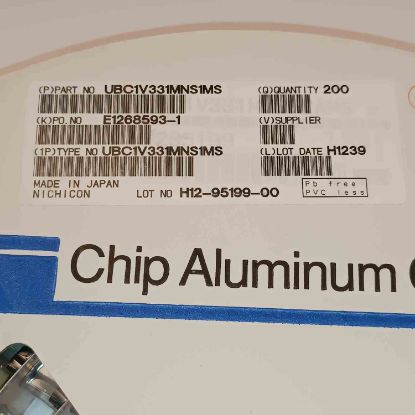 (P)PART NO UBC1V331MNS1MS (Q)QUANTITY 200
(K)PO.NO E1268593-1 (V)SUPPLIER
(1P)TYPE NO UBC1V331MNS1MS (L)LOT DATE H1239
MADE IN JAPAN
NICHICON LOT NO H12-95199-00
Pb free
PVC less
Chip Aluminum